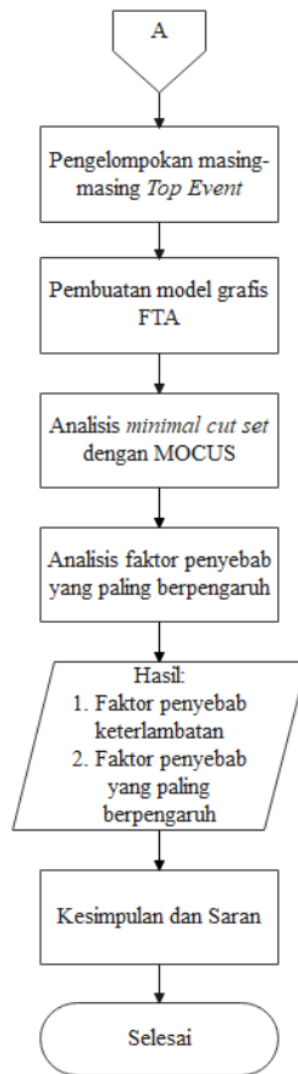 A
Pengelompokan masing-
masing Top Event
Pembuatan model grafis
FTA
Analisis minimal cut set
dengan MOCUS
Analisis faktor penyebab
yang paling berpengaruh
Hasil:
1. Faktor penyebab
keterlambatan
2. Faktor penyebab
yang paling
berpengaruh
Kesimpulan dan Saran
Selesai